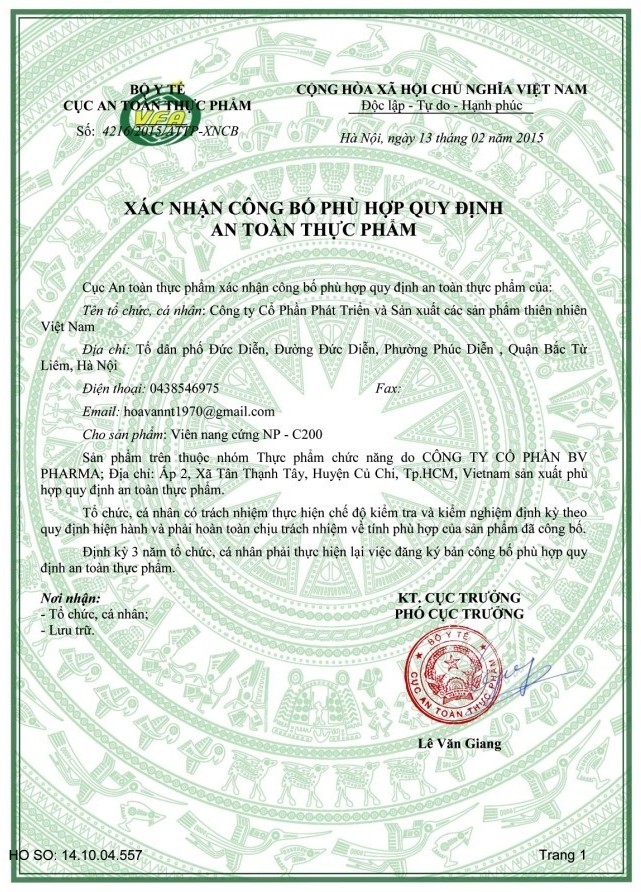 BỘ Y TẾ
CỤC AN TOÀN THỰC PHẨM
VFA
Số: 4216/2015/ATTP-XNCB
CỘNG HÒA XÃ HỘI CHỦ NGHĨA VIỆT NAM
Độc lập - Tự do - Hạnh phúc
Hà Nội, ngày 13 tháng 02 năm 2015
XÁC NHẬN CÔNG BỐ PHÙ HỢP QUY ĐỊNH
AN TOÀN THỰC PHẨM
Cục An toàn thực phẩm xác nhận công bố phù hợp quy định an toàn thực phẩm của:
Tên tổ chức, cá nhân: Công ty Cổ Phần Phát Triển và Sản xuất các sản phẩm thiên nhiên
Việt Nam
Địa chỉ: Tổ dân phố Đức Diễn, Đường Đức Diễn, Phường Phúc Diễn , Quận Bắc Từ
Liêm, Hà Nội
Điện thoại: 0438546975 Fax:
Email: hoavannt1970@gmail.com
Cho sản phẩm: Viên nang cứng NP - C200
Sản phẩm trên thuộc nhóm Thực phẩm chức năng do CÔNG TY CỔ PHẦN BV
PHARMA; Địa chỉ: Ấp 2, Xã Tân Thạnh Tây, Huyện Củ Chi, Tp.HCM, Vietnam sản xuất phù
hợp quy định an toàn thực phẩm.
Tổ chức, cá nhân có trách nhiệm thực hiện chế độ kiểm tra và kiểm nghiệm định kỳ theo
quy định hiện hành và phải hoàn toàn chịu trách nhiệm về tính phù hợp của sản phẩm đã công bố.
Định kỳ 3 năm tổ chức, cá nhân phải thực hiện lại việc đăng ký bản công bố phù hợp quy
định an toàn thực phẩm.
Nơi nhận:
- Tổ chức, cá nhân;
- Lưu trữ.
KT. CỤC TRƯỞNG
PHÓ CỤC TRƯỞNG
BỘ Y TẾ
CỤC AN TOÀN THỰC PHẨM
Lê Văn Giang
HO SO: 14.10.04.557
Trang 1